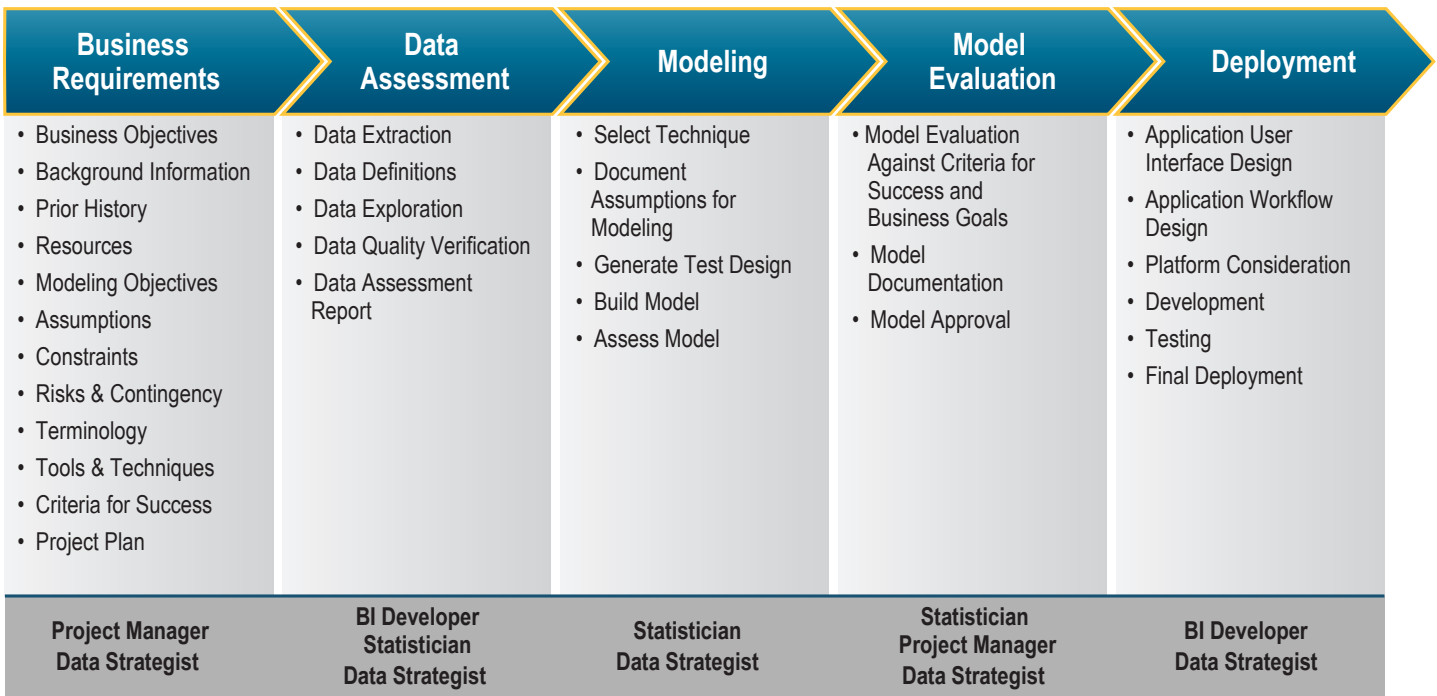 Business
Requirements
Data
Assessment
Modeling
Model
Evaluation
Deployment
• Business Objectives
• Background Information
• Prior History
• Resources
• Modeling Objectives
• Assumptions
• Constraints
• Risks & Contingency
• Terminology
• Tools & Techniques
• Criteria for Success
• Project Plan
• Data Extraction
• Data Definitions
• Data Exploration
• Data Quality Verification
• Data Assessment
Report
• Select Technique
• Document
Assumptions for
Modeling
• Generate Test Design
• Build Model
• Assess Model
• Model Evaluation
Against Criteria for
Success and
Business Goals
• Model
Documentation
• Model Approval
• Application User
Interface Design
• Application Workflow
Design
• Platform Consideration
• Development
• Testing
• Final Deployment
Project Manager
Data Strategist
BI Developer
Statistician
Data Strategist
Statistician
Data Strategist
Statistician
Project Manager
Data Strategist
BI Developer
Data Strategist